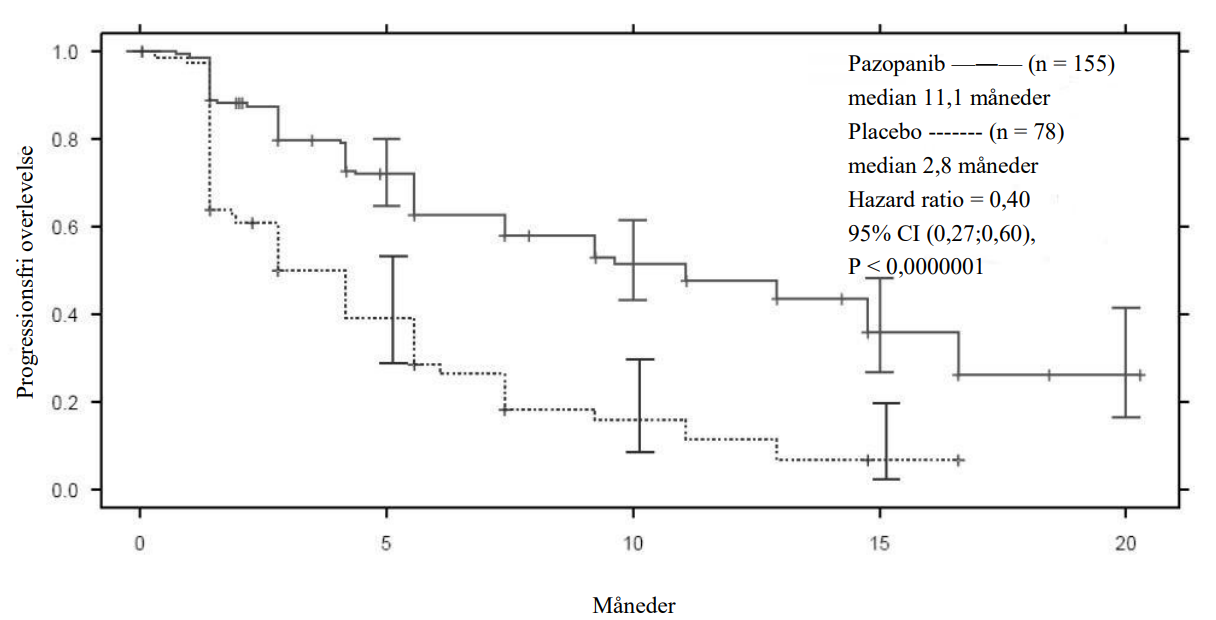 Pazopanib ——— (n = 155)
median 11,1 måneder
Placebo ------- (n = 78)
median 2,8 måneder
Hazard ratio = 0,40
95% CI (0,27;0,60),
P < 0,0000001
Progressionsfri overlevelse
1.0
0.8
0.6
0.4
0.2
0.0
0 5 10 15 20
Måneder